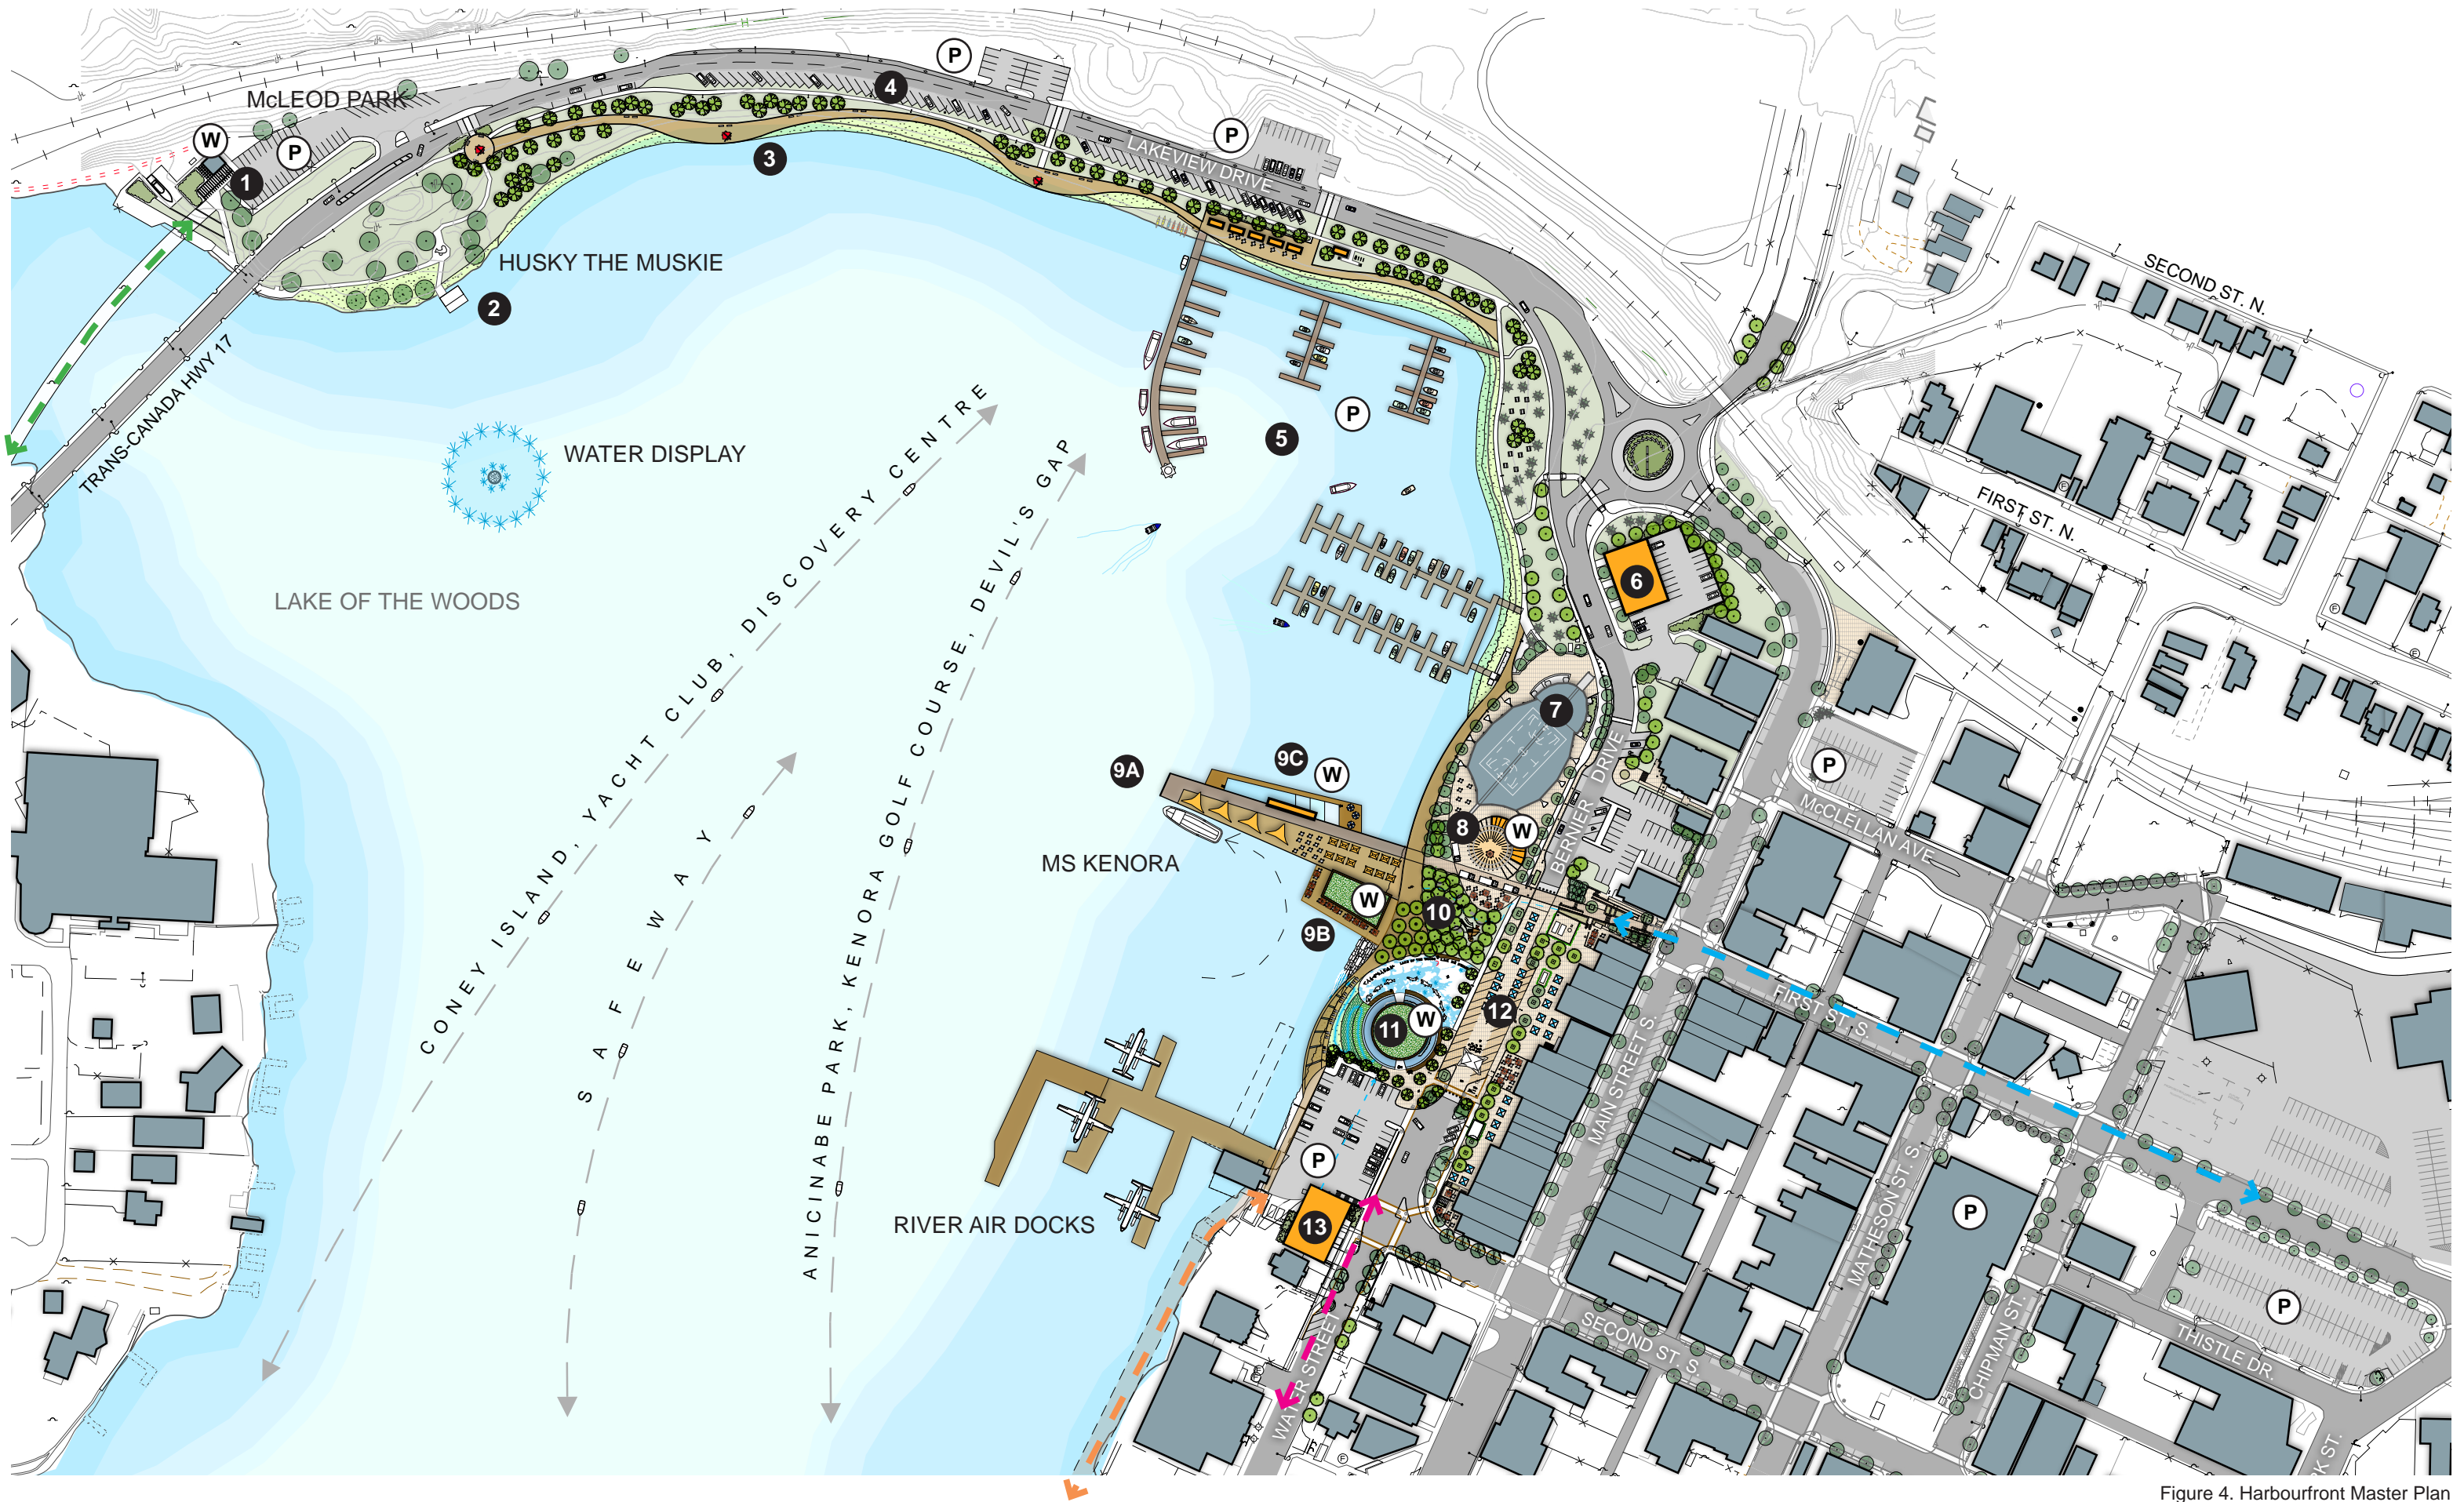 P
4
McLEOD PARK
W
P
1
3
P
LAKEVIEW DRIVE
HUSKY THE MUSKIE
2
SECOND ST. N.
TRANS-CANADA HWY 17
WATER DISPLAY
5
P
FIRST ST. N.
6
LAKE OF THE WOODS
CONEY ISLAND, YACHT CLUB, DISCOVERY CENTRE
SAFEWAY
ANICINABE PARK, KENORA GOLF COURSE, DEVIL'S GAP
7
BERNIER DRIVE
9A
9C
W
P
McCLELLAN AVE
8
W
MS KENORA
W
10
9B
11
W
12
FIRST ST. S.
MAIN STREET S.
MATHESON ST. S.
P
P
RIVER AIR DOCKS
13
P
SECOND ST. S.
CHIPMAN ST.
THISTLE DR.
WATER STREET
RK ST.
Figure 4. Harbourfront Master Plan